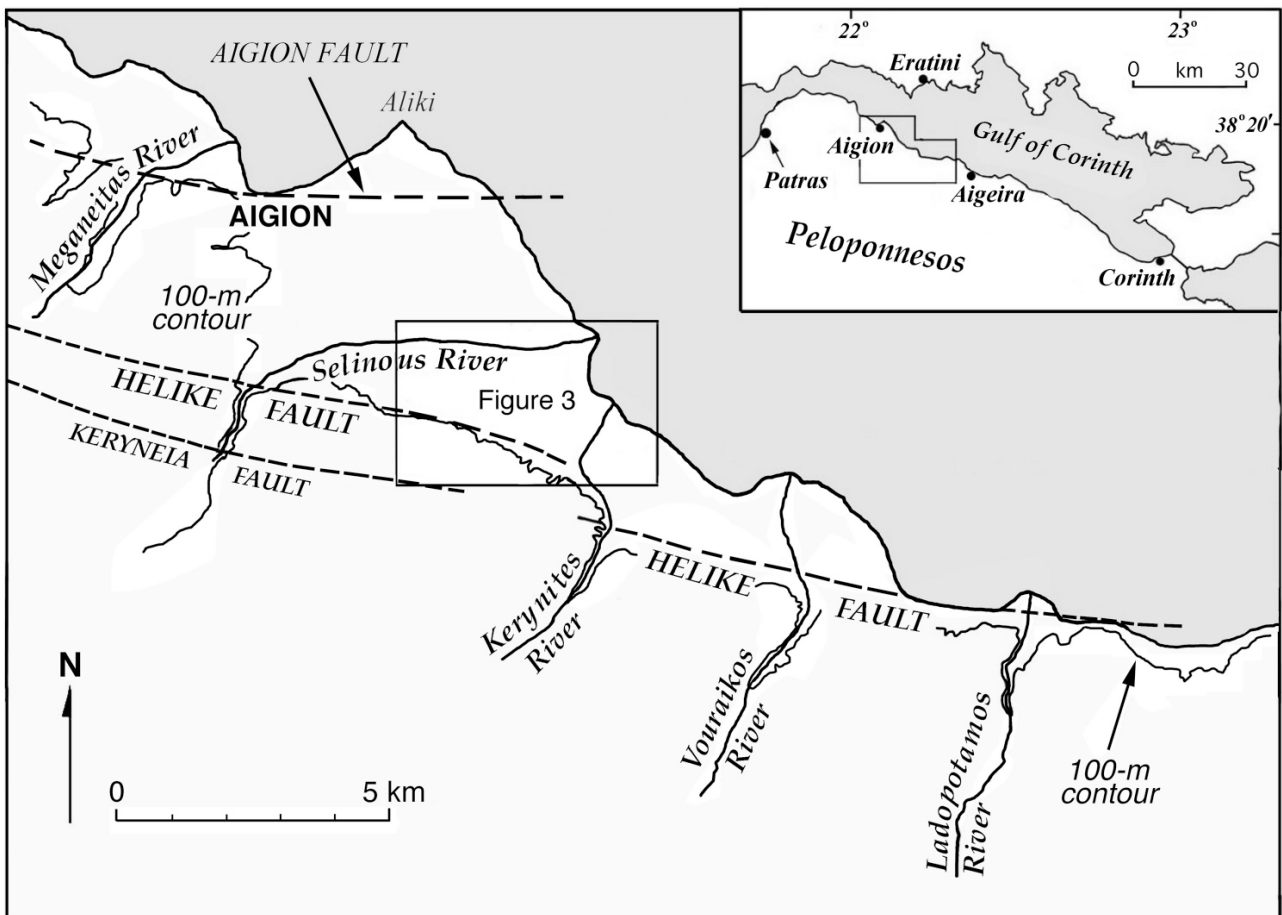 AIGION FAULT
Aliki
Meganeitas River
AIGION
100-m
contour
Selinous River
Figure 3
HELIKE
FAULT
KERYNEIA
FAULT
Kerynites
River
HELIKE
FAULT
Vouraikos
River
Ladopotamos
River
100-m
contour
N
0 5 km
22° 23°
Eratini
0 km 30
38°20'
Gulf of Corinth
Aigion
Patras
Aigeira
Peloponnesos
Corinth